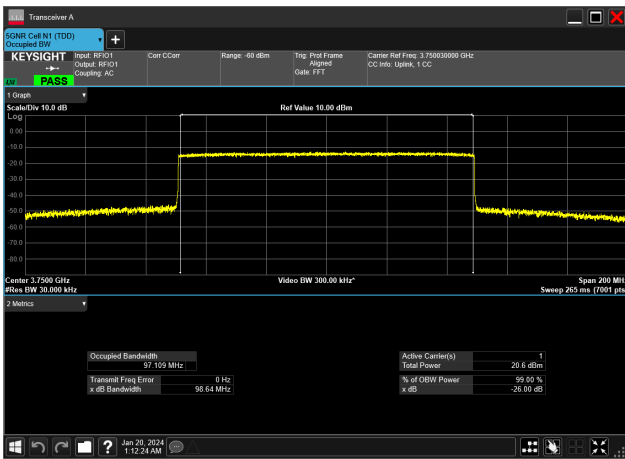 Transceiver A
5GNR Cell N1 (TDD)
Occupied BW
KEYSIGHT
PASS
Input: RFIO1
Output: RFIO1
Coupling: AC
Corr CCorr
Range: -60 dBm
Trig: Prot Frame
Aligned
Gate: FFT
Carrier Ref Freq: 3.750030000 GHz
CC Info: Uplink, 1 CC
1 Graph
Scale/Div 10.0 dB
Ref Value 10.00 dBm
Log
0.00
-10.0
-20.0
-30.0
-40.0
-50.0
-60.0
-70.0
-80.0
Center 3.7500 GHz
Video BW 300.00 kHz*
Span 200 MHz
#Res BW 30.000 kHz
Sweep 265 ms (7001 pts
2 Metrics
Occupied Bandwidth
97.109 MHz
Transmit Freq Error 0 Hz
x dB Bandwidth 98.64 MHz
Active Carrier(s) 1
Total Power 20.6 dBm
% of OBW Power 99.00 %
x dB -26.00 dB
Jan 20, 2024
1:12:24 AM